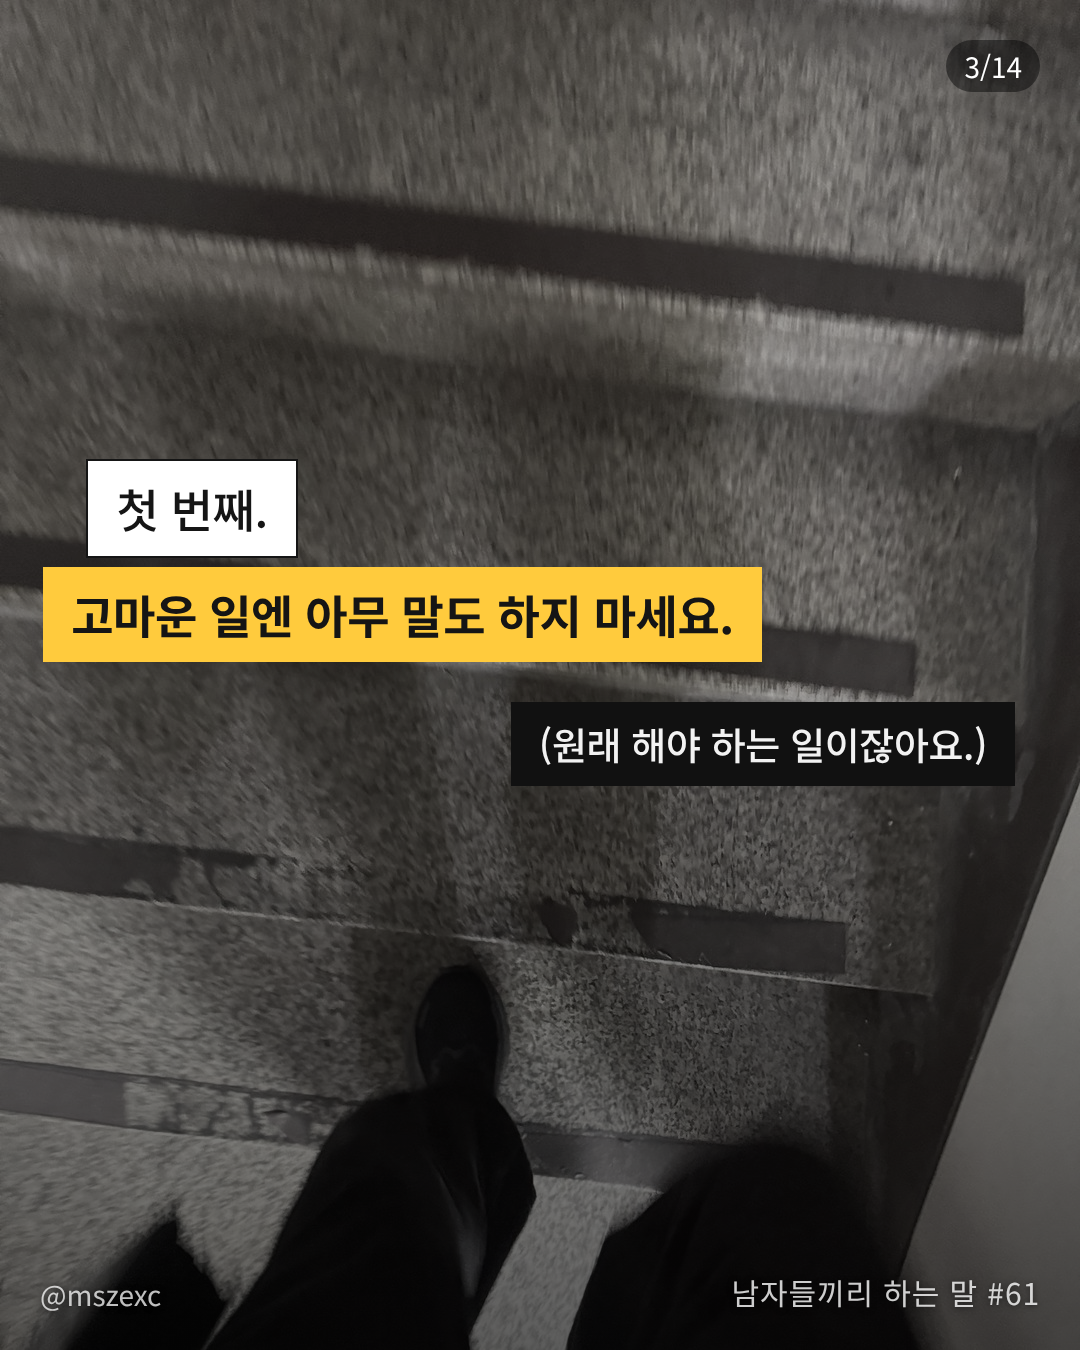 3/14
첫 번째.
고마운 일엔 아무 말도 하지 마세요.
(원래 해야 하는 일이잖아요.)
@mszexc
남자들끼리 하는 말 #61